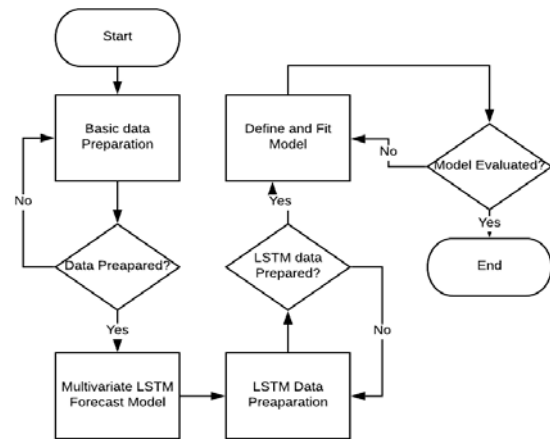 Start
Basic data
Preparation
No
Data Preapared?
Yes
Multivariate LSTM
Forecast Model
LSTM Data
Preaparation
LSTM data
Prepared?
No
Yes
Define and Fit
Model
No
Model Evaluated?
Yes
End